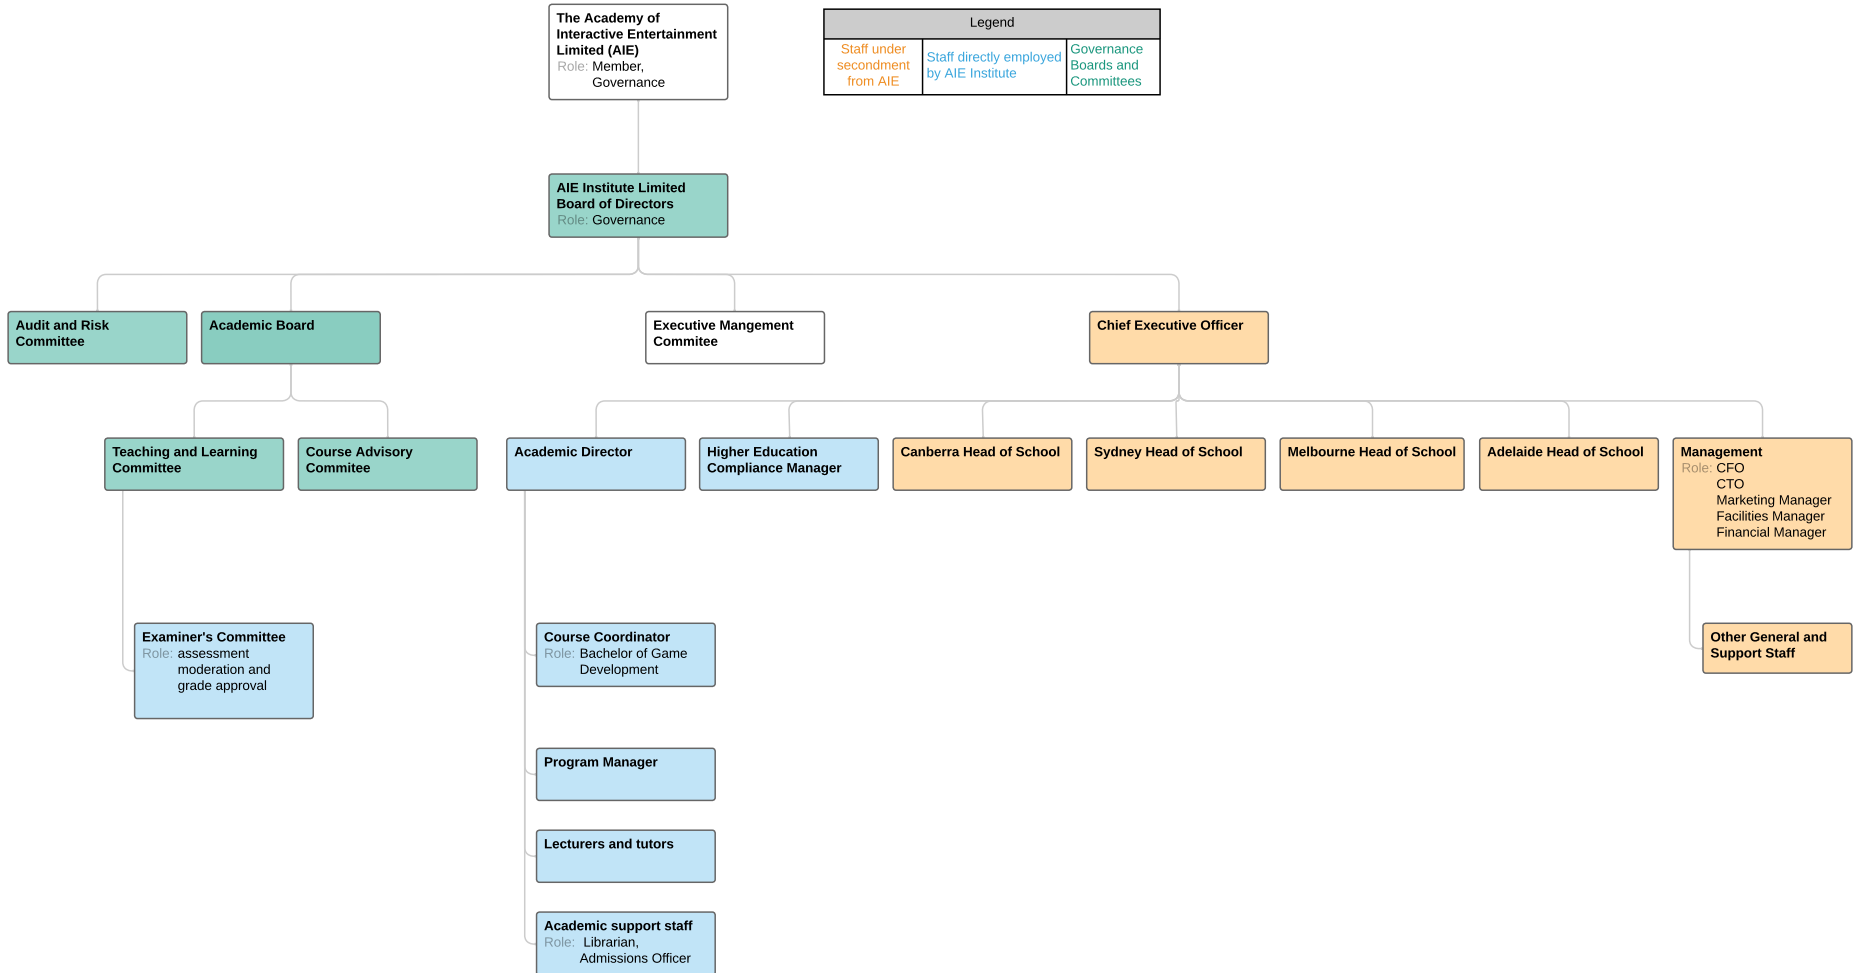 The Academy of
Interactive Entertainment
Limited (AIE)
Role: Member,
Governance
Legend
Staff under
secondment
from AIE
Staff directly employed
by AIE Institute
Governance
Boards and
Committees
AIE Institute Limited
Board of Directors
Role: Governance
Audit and Risk
Committee
Academic Board
Executive Mangement
Commitee
Chief Executive Officer
Teaching and Learning
Committee
Course Advisory
Commitee
Academic Director
Higher Education
Compliance Manager
Canberra Head of School
Sydney Head of School
Melbourne Head of School
Adelaide Head of School
Management
Role: CFO
CTO
Marketing Manager
Facilities Manager
Financial Manager
Examiner's Committee
Role: assessment
moderation and
grade approval
Course Coordinator
Role: Bachelor of Game
Development
Other General and
Support Staff
Program Manager
Lecturers and tutors
Academic support staff
Role: Librarian,
Admissions Officer